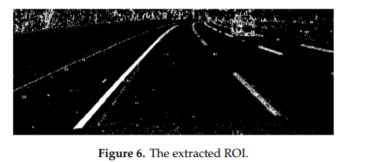 Figure 6. The extracted ROI.